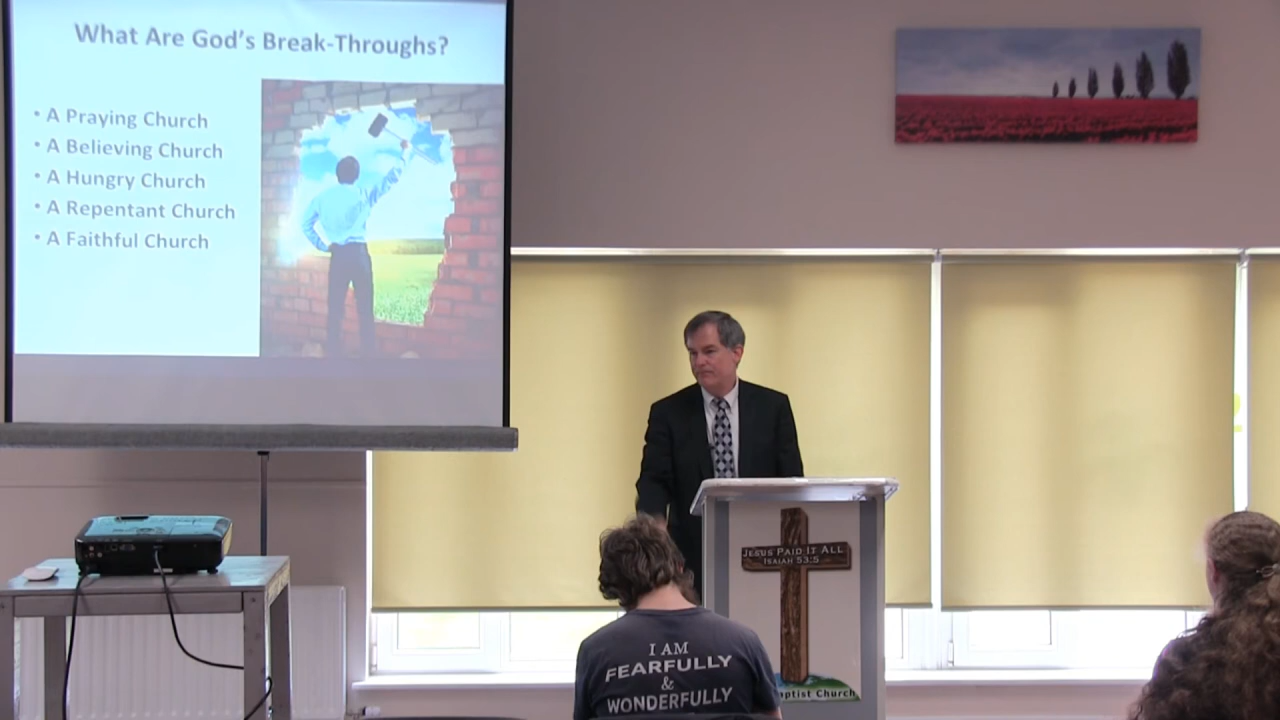 What Are God's Break-Throughs?
• A Praying Church
• A Believing Church
• A Hungry Church
• A Repentant Church
• A Faithful Church
JESUS PAID IT ALL
ISAIAH 53:5
Church
I AM
FEARFULLY
&
WONDERFULLY